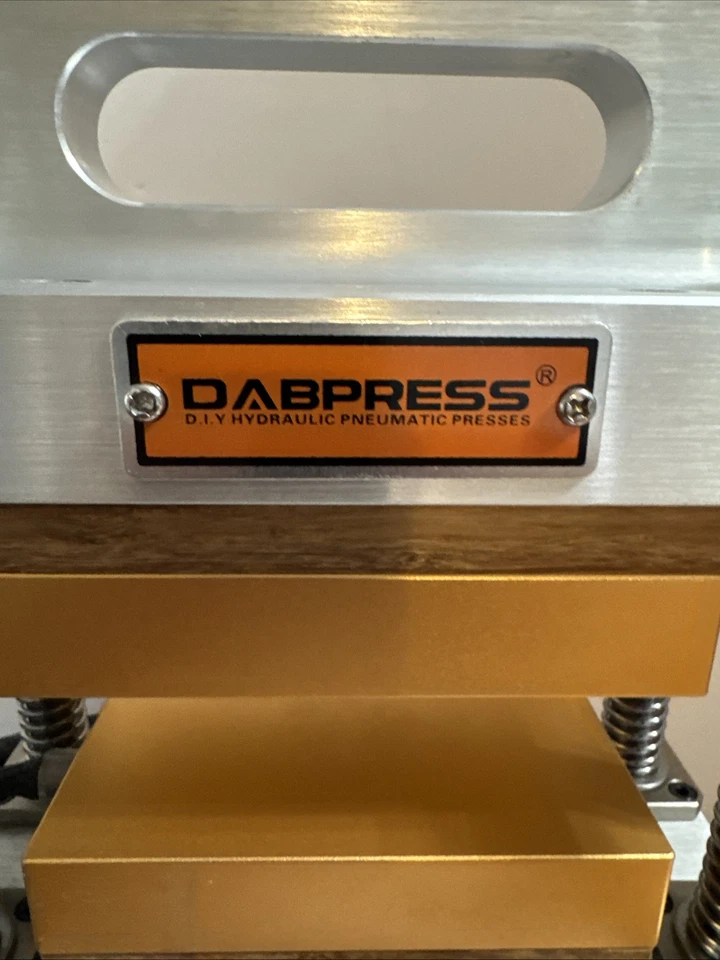 DABPRESS®
D.I.Y HYDRAULIC PNEUMATIC PRESSES